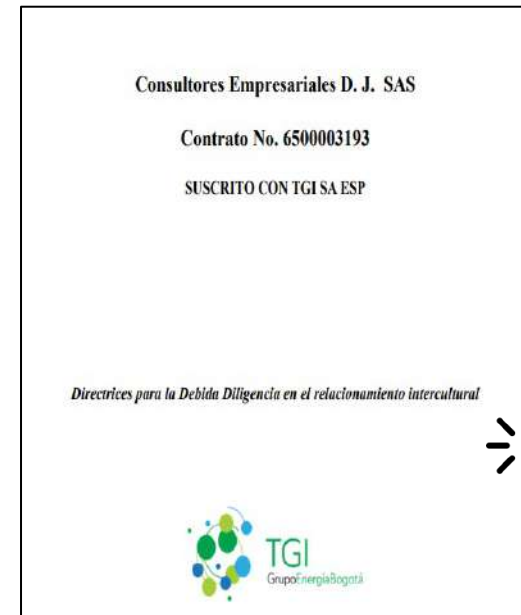 Consultores Empresariales D. J. SAS
Contrato No. 6500003193
SUSCRITO CON TGI SA ESP
Directrices para la Debida Diligencia en el relacionamiento intercultural
TGI
GrupoEnergíaBogotá